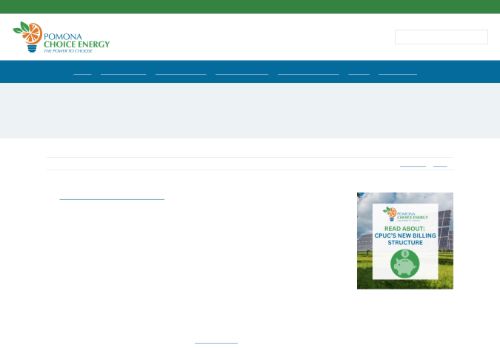 POMONA
CHOICE ENERGY
THE POWER TO CHOOSE
POMONA
CHOICE ENERGY
READ ABOUT:
CPUC'S NEW BILLING
STRUCTURE